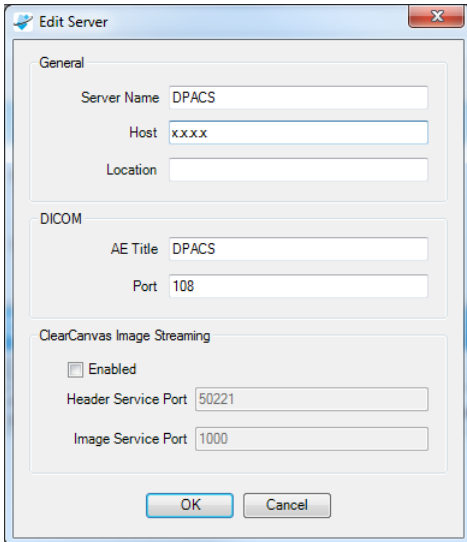 Edit Server
General
Server Name DPACS
Host x.x.x.x
Location
DICOM
AE Title DPACS
Port 108
ClearCanvas Image Streaming
Enabled
Header Service Port 50221
Image Service Port 1000
OK Cancel